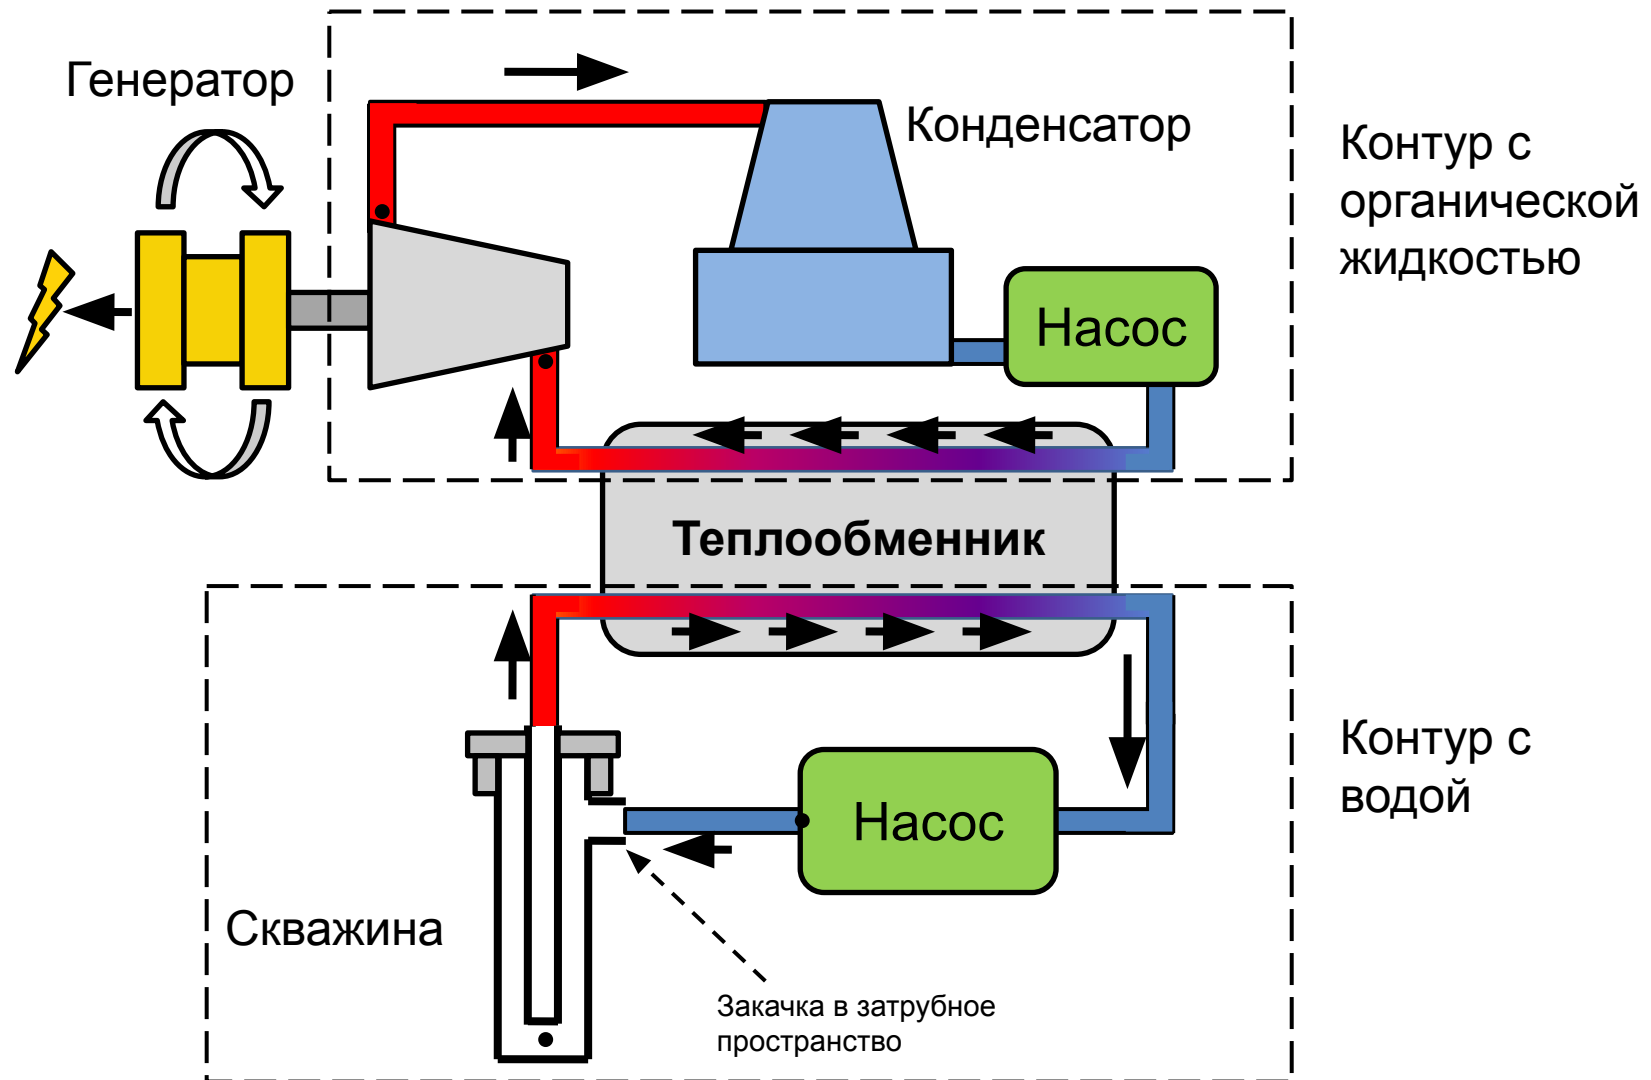 Генератор
Конденсатор
Контур с
органической
жидкостью
Насос
Теплообменник
Контур с
водой
Насос
Скважина
Закачка в затрубное
пространство